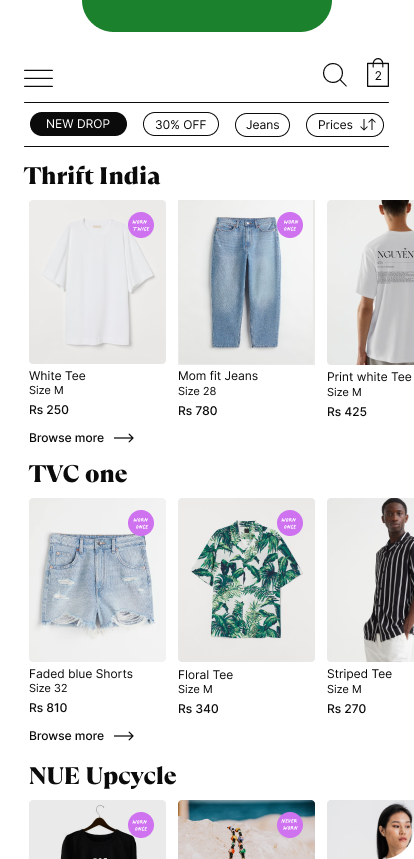 2
NEW DROP
30% OFF
Jeans
Prices
Thrift India
WORN
TWICE
WORN
ONCE
NGUYÊN
White Tee
Size M
Rs 250
Mom fit Jeans
Size 28
Rs 780
Print white Tee
Size M
Rs 425
Browse more
TVC one
WORN
ONCE
WORN
ONCE
Faded blue Shorts
Size 32
Rs 810
Floral Tee
Size M
Rs 340
Striped Tee
Size M
Rs 270
Browse more
NUE Upcycle
WORN
ONCE
NEVER
WORN